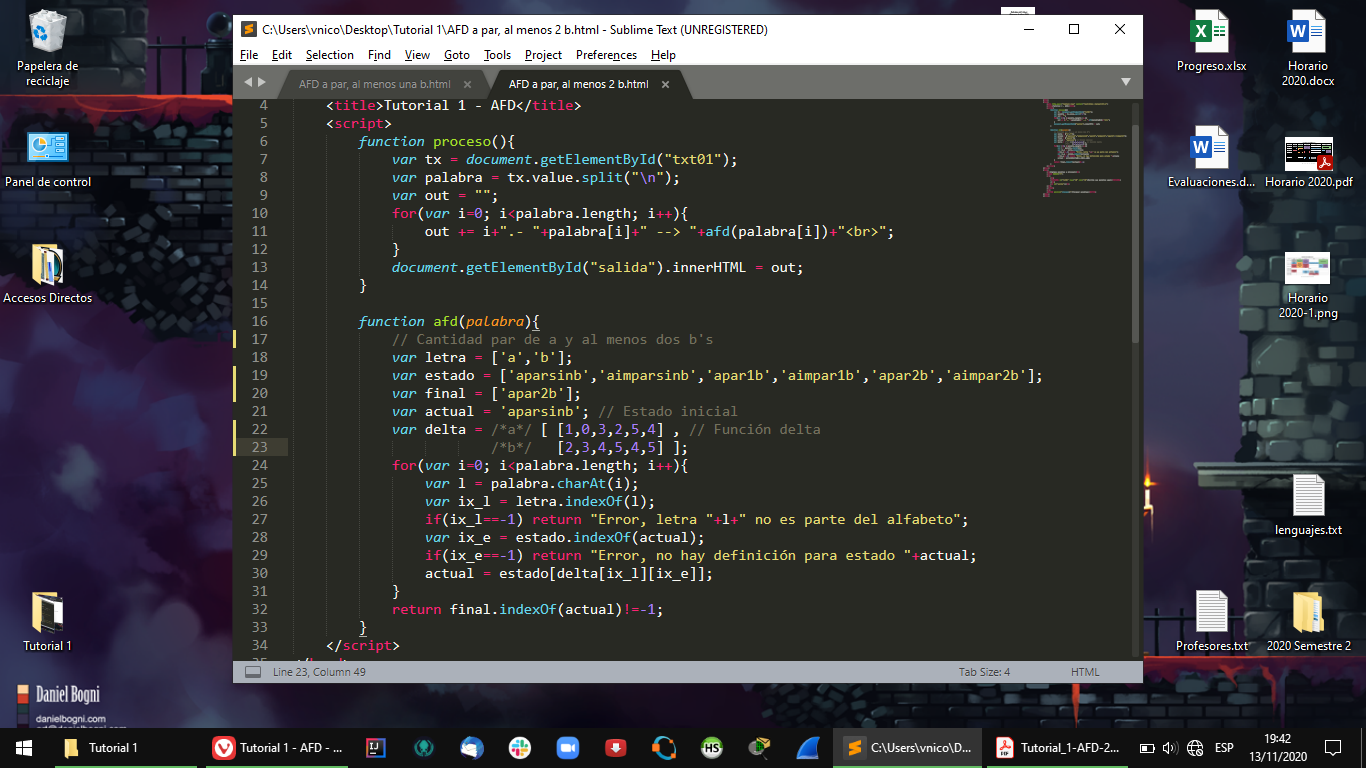 Papelera de
reciclaje
Panel de control
Accesos Directos
Tutorial 1
Daniel Bogni
danielbogni.com
C:\Users\vnico\Desktop\Tutorial 1\AFD a par, al menos 2 b.html - Sublime Text (UNREGISTERED)
File Edit Selection Find View Goto Tools Project Preferences Help
AFD a par, al menos una b.html × AFD a par, al menos 2 b.html ×
4 <title>Tutorial 1 - AFD</title>
5 <script>
6 function proceso(){
7 var tx = document.getElementById("txt01");
8 var palabra = tx.value.split("\n");
9 var out = "";
10 for(var i=0; i<palabra.length; i++){
11 out += i+".- "+palabra[i]+" --> "+afd(palabra[i])+"<br>";
12 }
13 document.getElementById("salida").innerHTML = out;
14 }
15
16 function afd(palabra){
17 // Cantidad par de a y al menos dos b's
18 var letra = ['a','b'];
19 var estado = ['aparsinb','aimparsinb','apar1b','aimpar1b','apar2b','aimpar2b'];
20 var final = ['apar2b'];
21 var actual = 'aparsinb'; // Estado inicial
22 var delta = /*a*/ [ [1,0,3,2,5,4] , // Función delta
23 /*b*/ [2,3,4,5,4,5] ];
24 for(var i=0; i<palabra.length; i++){
25 var l = palabra.charAt(i);
26 var ix_l = letra.indexOf(l);
27 if(ix_l==-1) return "Error, letra "+l+" no es parte del alfabeto";
28 var ix_e = estado.indexOf(actual);
29 if(ix_e==-1) return "Error, no hay definición para estado "+actual;
30 actual = estado[delta[ix_l][ix_e]];
31 }
32 return final.indexOf(actual)!=-1;
33 }
34 </script>
Line 23, Column 49 Tab Size: 4 HTML
Progreso.xlsx
Horario
2020.docx
Evaluaciones.d...
Horario 2020.pdf
Horario
2020-1.png
lenguajes.txt
Profesores.txt
2020 Semestre 2
Tutorial 1 Tutorial 1 - AFD - ... C:\Users\vnico\D... Tutorial_1-AFD-2... ESP 19:42
13/11/2020